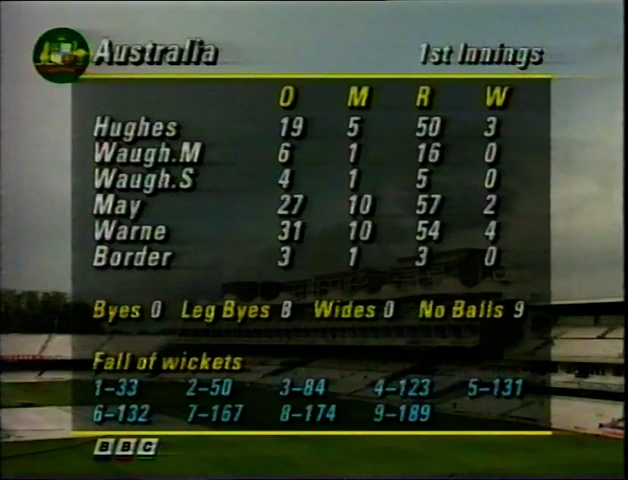 Australia 1st Innings
O M R W
Hughes 19 5 50 3
Waugh.M 6 1 16 0
Waugh.S 4 1 5 0
May 27 10 57 2
Warne 31 10 54 4
Border 3 1 3 0
Byes 0 Leg Byes 8 Wides 0 No Balls 9
Fall of wickets
1-33 2-50 3-84 4-123 5-131
6-132 7-167 8-174 9-189
BBC